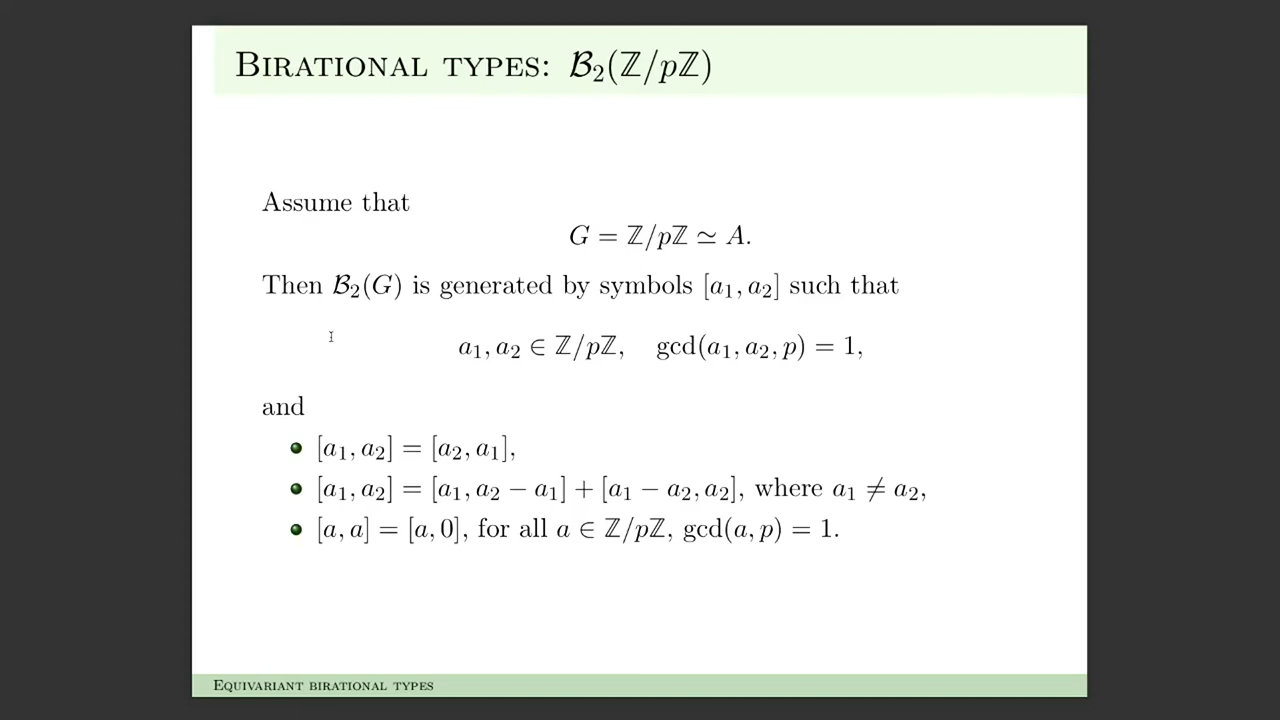 Birational types: 𝓑₂(ℤ/pℤ)
Assume that
G = ℤ/pℤ ≃ A.
Then 𝓑₂(G) is generated by symbols [a₁, a₂] such that
a₁, a₂ ∈ ℤ/pℤ, gcd(a₁, a₂, p) = 1,
and
• [a₁, a₂] = [a₂, a₁],
• [a₁, a₂] = [a₁, a₂ − a₁] + [a₁ − a₂, a₂], where a₁ ≠ a₂,
• [a, a] = [a, 0], for all a ∈ ℤ/pℤ, gcd(a, p) = 1.
Equivariant birational types